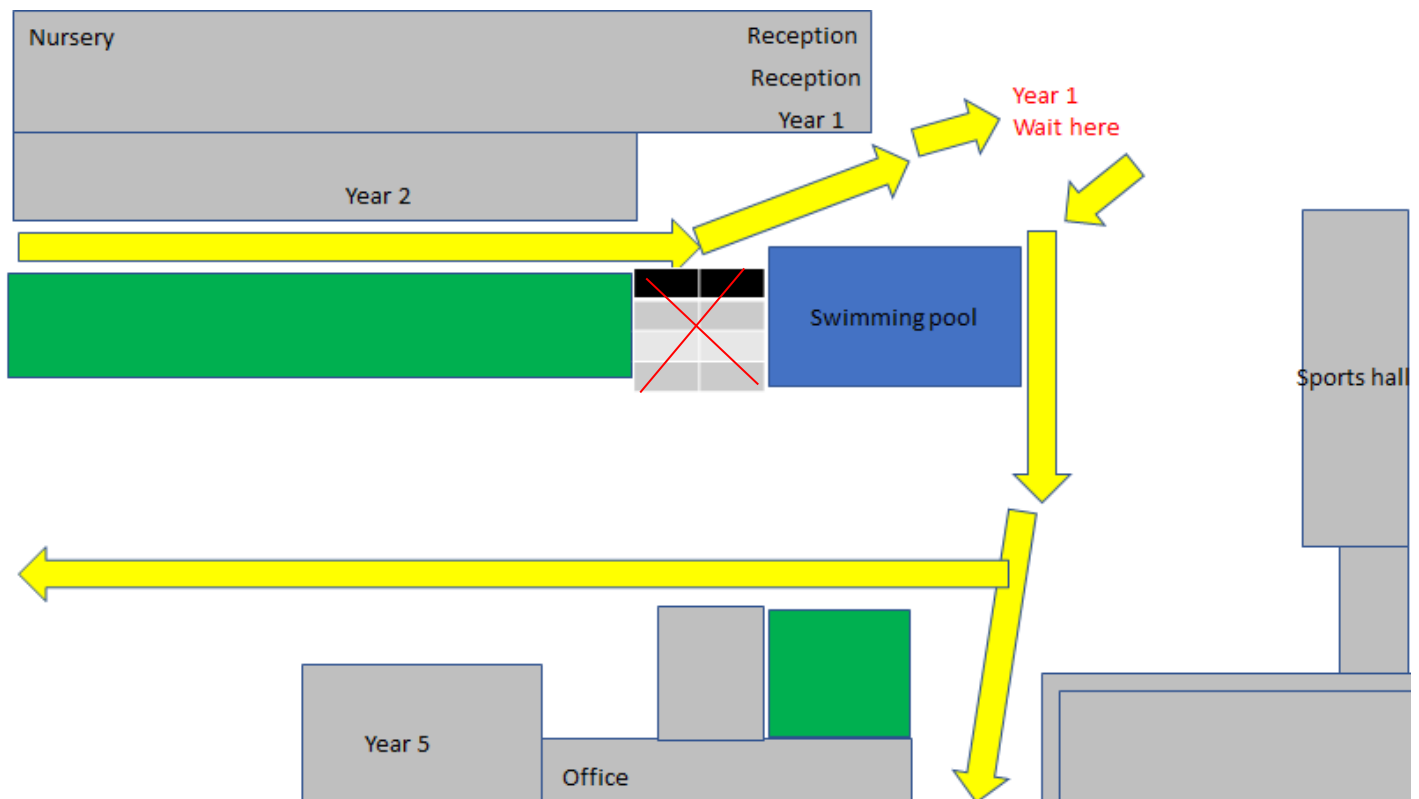 Nursery
Reception
Reception
Year 1
Year 1
Wait here
Year 2
Swimming pool
Sports hall
Year 5
Office